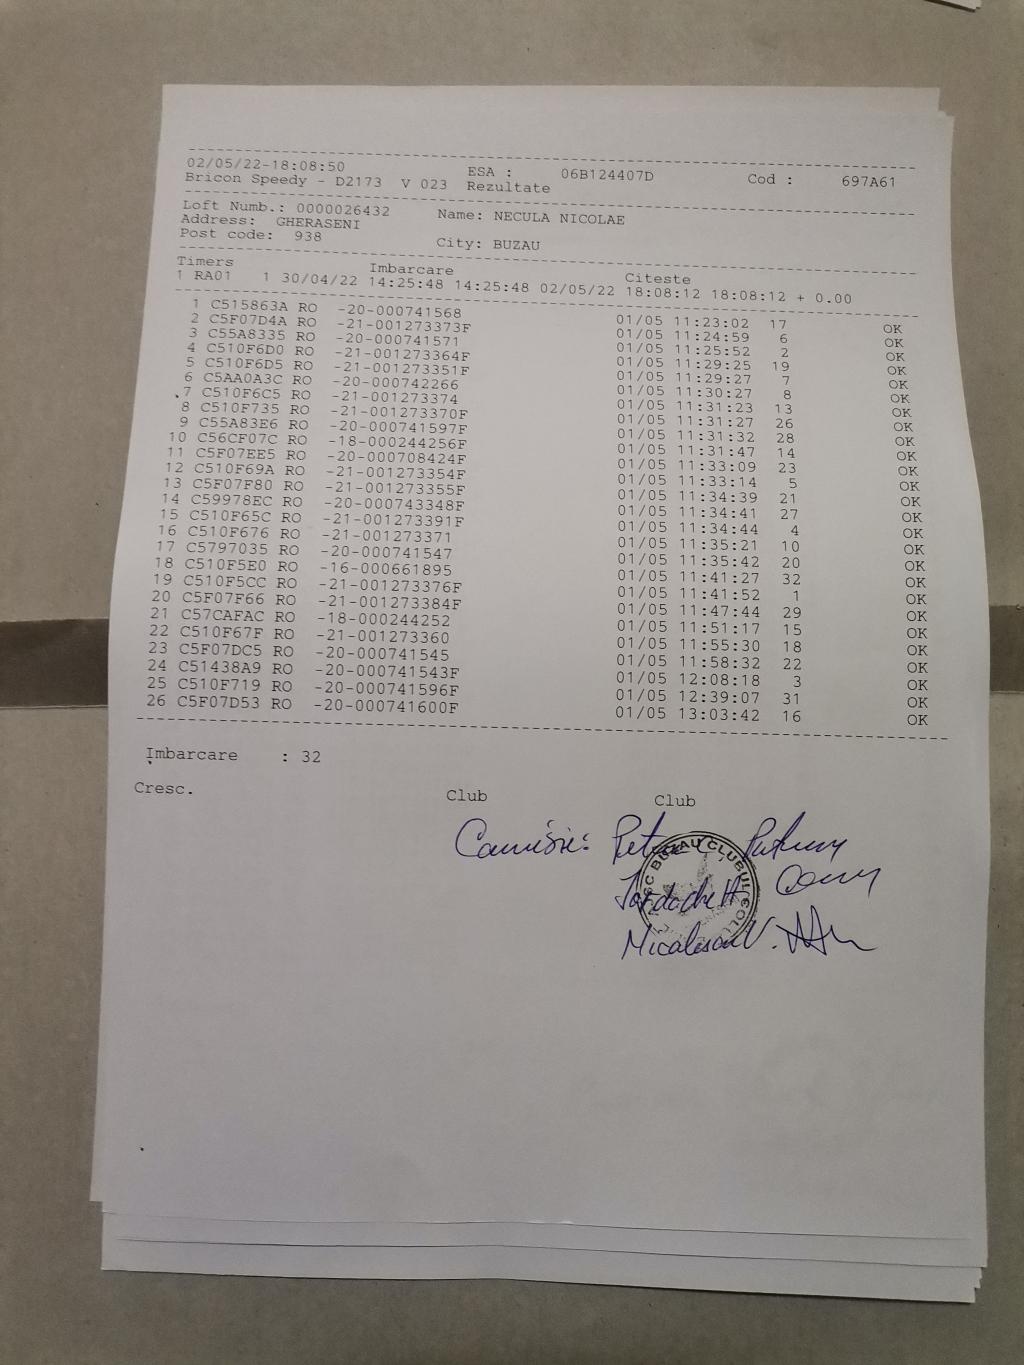 02/05/22-18:08:50 ESA : 06B124407D Cod : 697A61
Bricon Speedy - D2173 V 023 Rezultate
Loft Numb.: 0000026432 Name: NECULA NICOLAE
Address: GHERASENI
Post code: 938 City: BUZAU
Timers Imbarcare Citeste
1 RA01 1 30/04/22 14:25:48 14:25:48 02/05/22 18:08:12 18:08:12 + 0.00
1 C515863A RO -20-000741568 01/05 11:23:02 17 OK
2 C5F07D4A RO -21-001273373F 01/05 11:24:59 6 OK
3 C55A8335 RO -20-000741571 01/05 11:25:52 2 OK
4 C510F6D0 RO -21-001273364F 01/05 11:29:25 19 OK
5 C510F6D5 RO -21-001273351F 01/05 11:29:27 7 OK
6 C5AA0A3C RO -20-000742266 01/05 11:30:27 8 OK
7 C510F6C5 RO -21-001273374 01/05 11:31:23 13 OK
8 C510F735 RO -21-001273370F 01/05 11:31:27 26 OK
9 C55A83E6 RO -20-000741597F 01/05 11:31:32 28 OK
10 C56CF07C RO -18-000244256F 01/05 11:31:47 14 OK
11 C5F07EE5 RO -20-000708424F 01/05 11:33:09 23 OK
12 C510F69A RO -21-001273354F 01/05 11:33:14 5 OK
13 C5F07F80 RO -21-001273355F 01/05 11:34:39 21 OK
14 C59978EC RO -20-000743348F 01/05 11:34:41 27 OK
15 C510F65C RO -21-001273391F 01/05 11:34:44 4 OK
16 C510F676 RO -21-001273371 01/05 11:35:21 10 OK
17 C5797035 RO -20-000741547 01/05 11:35:42 20 OK
18 C510F5E0 RO -16-000661895 01/05 11:41:27 32 OK
19 C510F5CC RO -21-001273376F 01/05 11:41:52 1 OK
20 C5F07F66 RO -21-001273384F 01/05 11:47:44 29 OK
21 C57CAFAC RO -18-000244252 01/05 11:51:17 15 OK
22 C510F67F RO -21-001273360 01/05 11:55:30 18 OK
23 C5F07DC5 RO -20-000741545 01/05 11:58:32 22 OK
24 C51438A9 RO -20-000741543F 01/05 12:08:18 3 OK
25 C510F719 RO -20-000741596F 01/05 12:39:07 31 OK
26 C5F07D53 RO -20-000741600F 01/05 13:03:42 16 OK
Imbarcare : 32
Cresc. Club Club
BUZAU CLUBUL